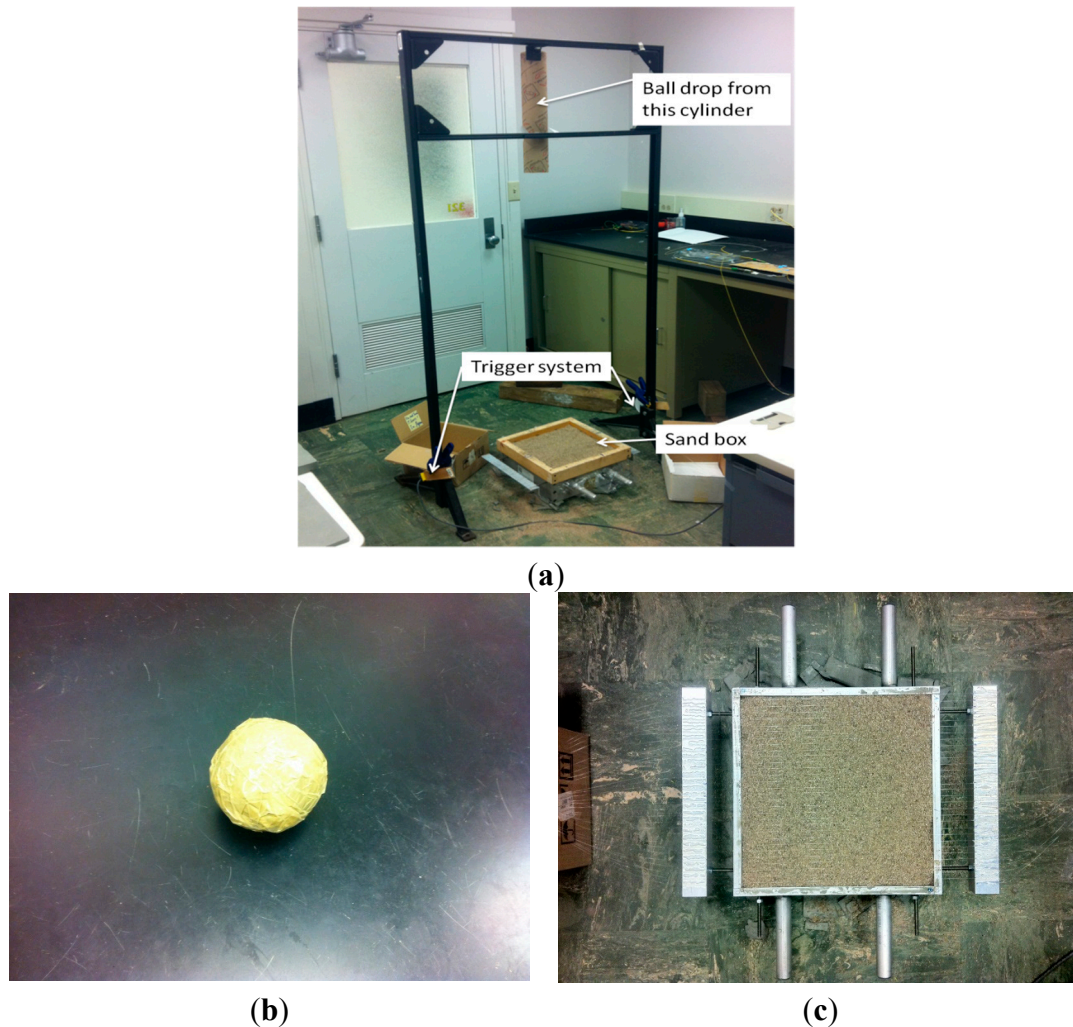 Ball drop from
this cylinder
Trigger system
Sand box
(a)
(b)
(c)